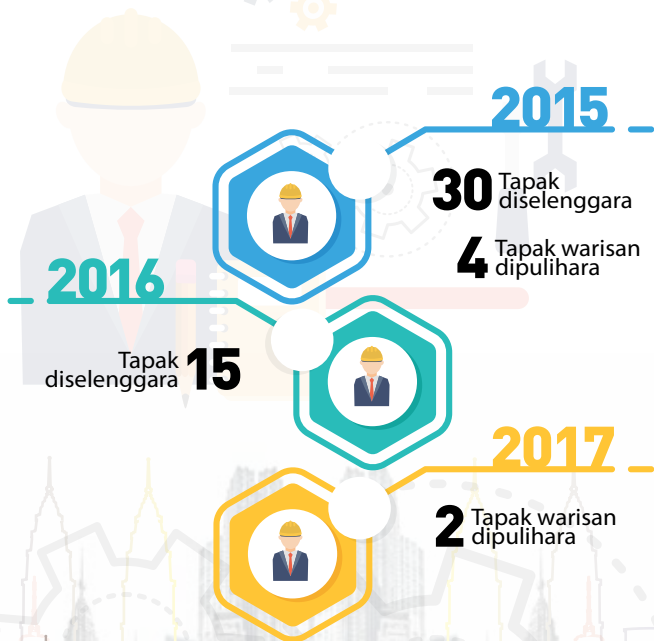 2015
30 Tapak
diselenggara
4 Tapak warisan
dipulihara
2016
Tapak
diselenggara 15
2017
2 Tapak warisan
dipulihara